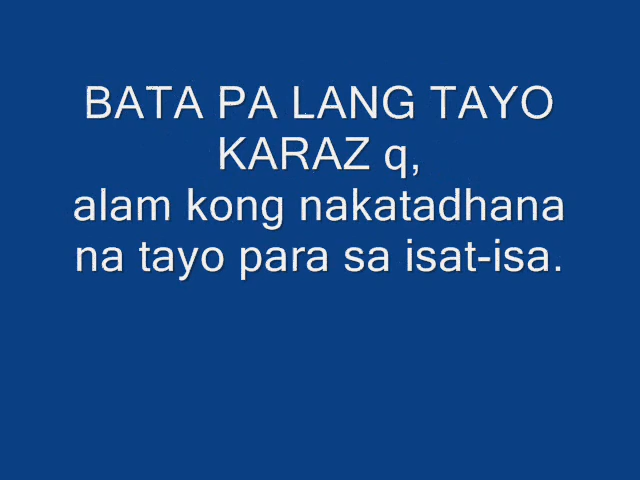 BATA PA LANG TAYO
KARAZ q,
alam kong nakatadhana
na tayo para sa isat-isa.